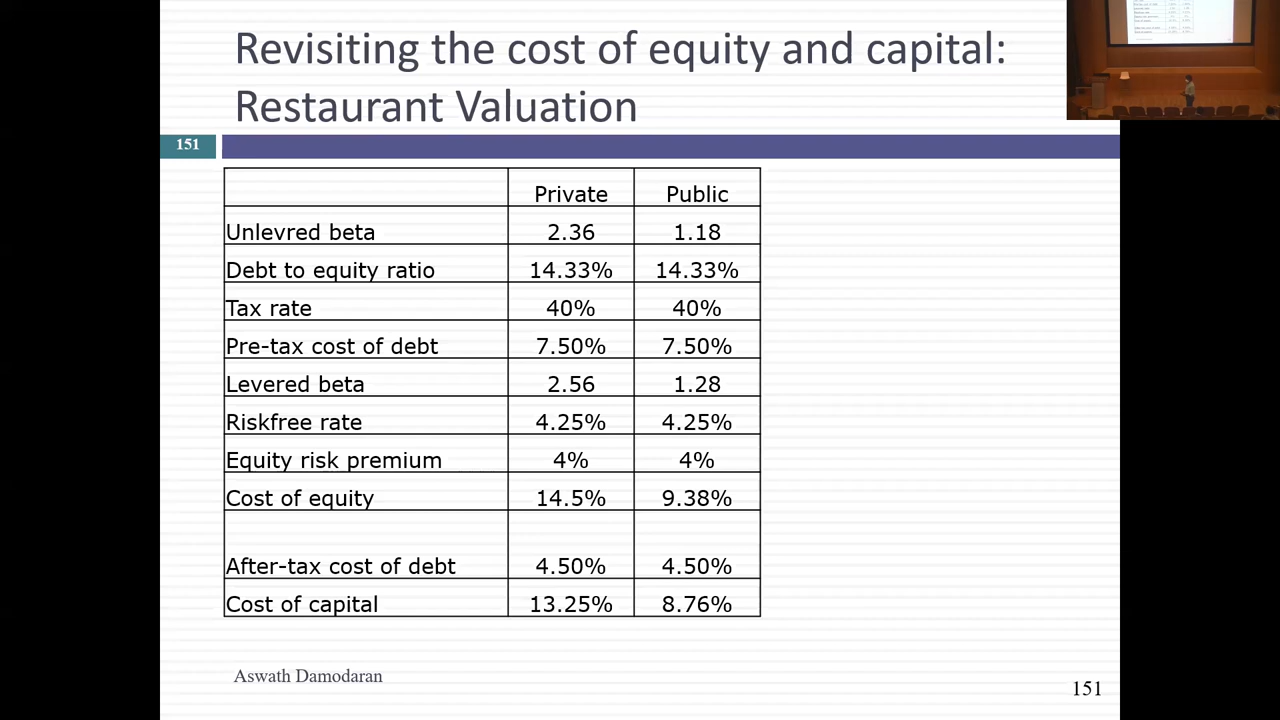 Revisiting the cost of equity and capital:
Restaurant Valuation
151
Private Public
Unlevred beta 2.36 1.18
Debt to equity ratio 14.33% 14.33%
Tax rate 40% 40%
Pre-tax cost of debt 7.50% 7.50%
Levered beta 2.56 1.28
Riskfree rate 4.25% 4.25%
Equity risk premium 4% 4%
Cost of equity 14.5% 9.38%
After-tax cost of debt 4.50% 4.50%
Cost of capital 13.25% 8.76%
Aswath Damodaran
151